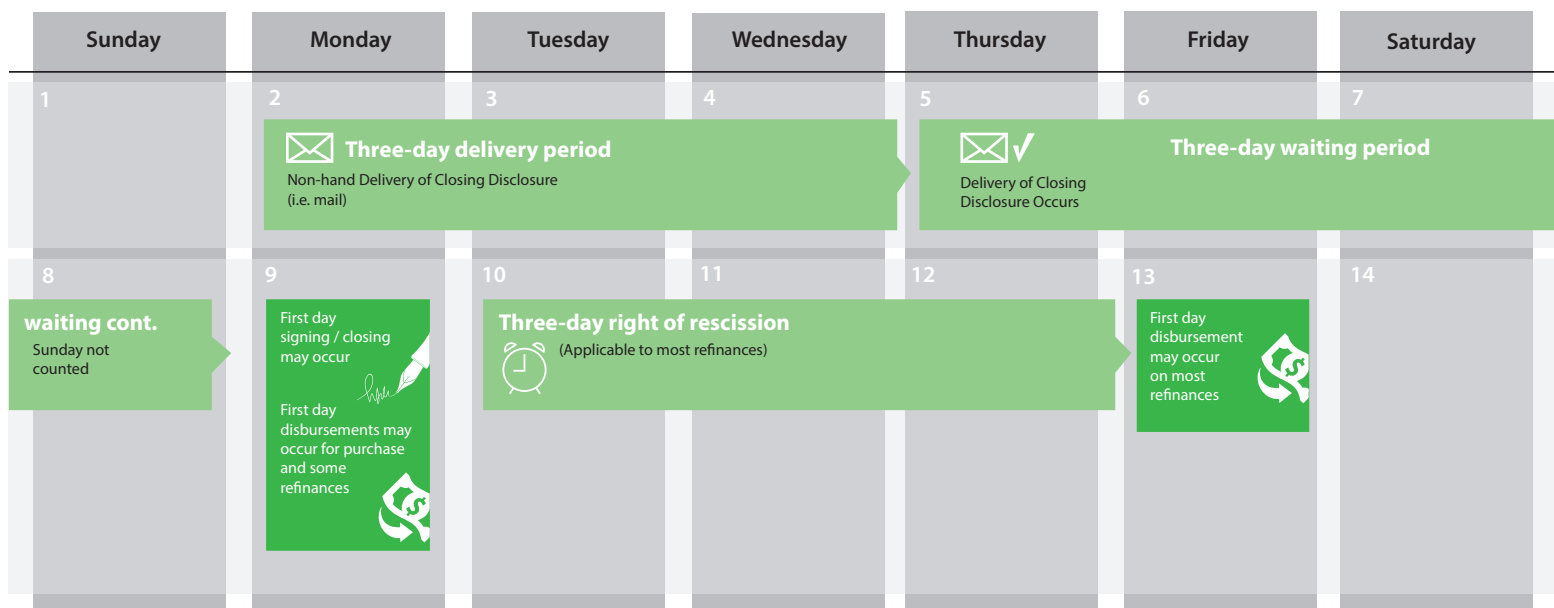 Sunday
Monday
Tuesday
Wednesday
Thursday
Friday
Saturday
1
2
3
4
5
6
7
Three-day delivery period
Non-hand Delivery of Closing Disclosure
(i.e. mail)
Delivery of Closing
Disclosure Occurs
Three-day waiting period
8
9
10
11
12
13
14
waiting cont.
Sunday not
counted
First day
signing / closing
may occur
First day
disbursements may
occur for purchase
and some
refinances
Three-day right of rescission
(Applicable to most refinances)
First day
disbursement
may occur
on most
refinances